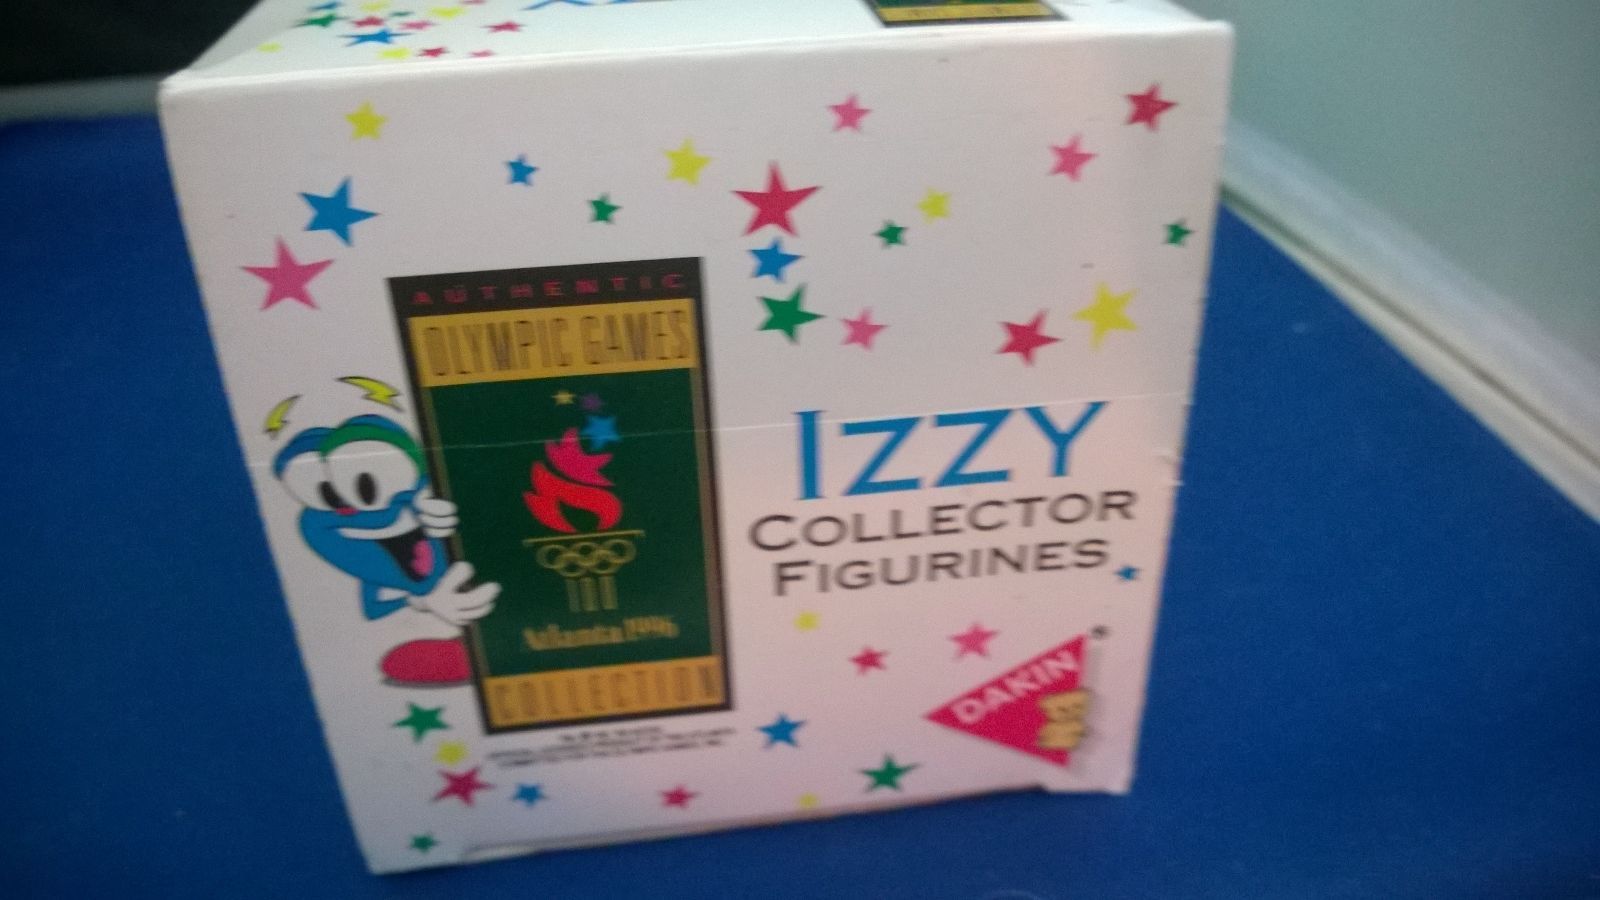 AUTHENTIC
OLYMPIC GAMES
Atlanta 1996
COLLECTION
IZZY
COLLECTOR
FIGURINES
DAKIN